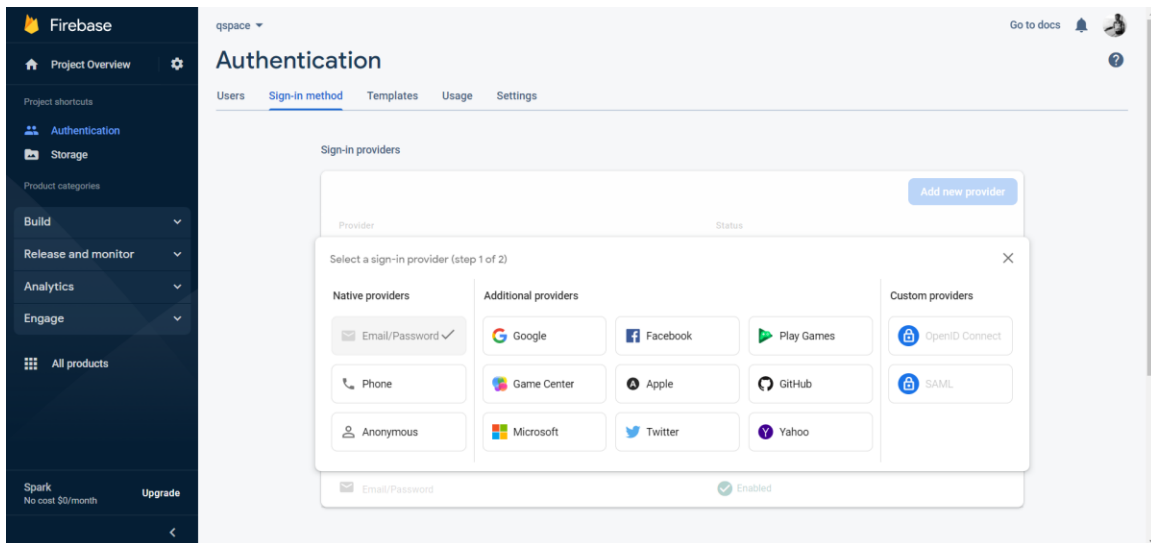 Firebase
qspace
Go to docs
Project Overview
Authentication
Users Sign-in method Templates Usage Settings
Project shortcuts
Authentication
Storage
Product categories
Build
Release and monitor
Analytics
Engage
All products
Spark
No cost $0/month
Upgrade
Sign-in providers
Add new provider
Provider Status
Select a sign-in provider (step 1 of 2)
Native providers Additional providers Custom providers
Email/Password Google Facebook Play Games OpenID Connect
Phone Game Center Apple GitHub SAML
Anonymous Microsoft Twitter Yahoo
Email/Password Enabled